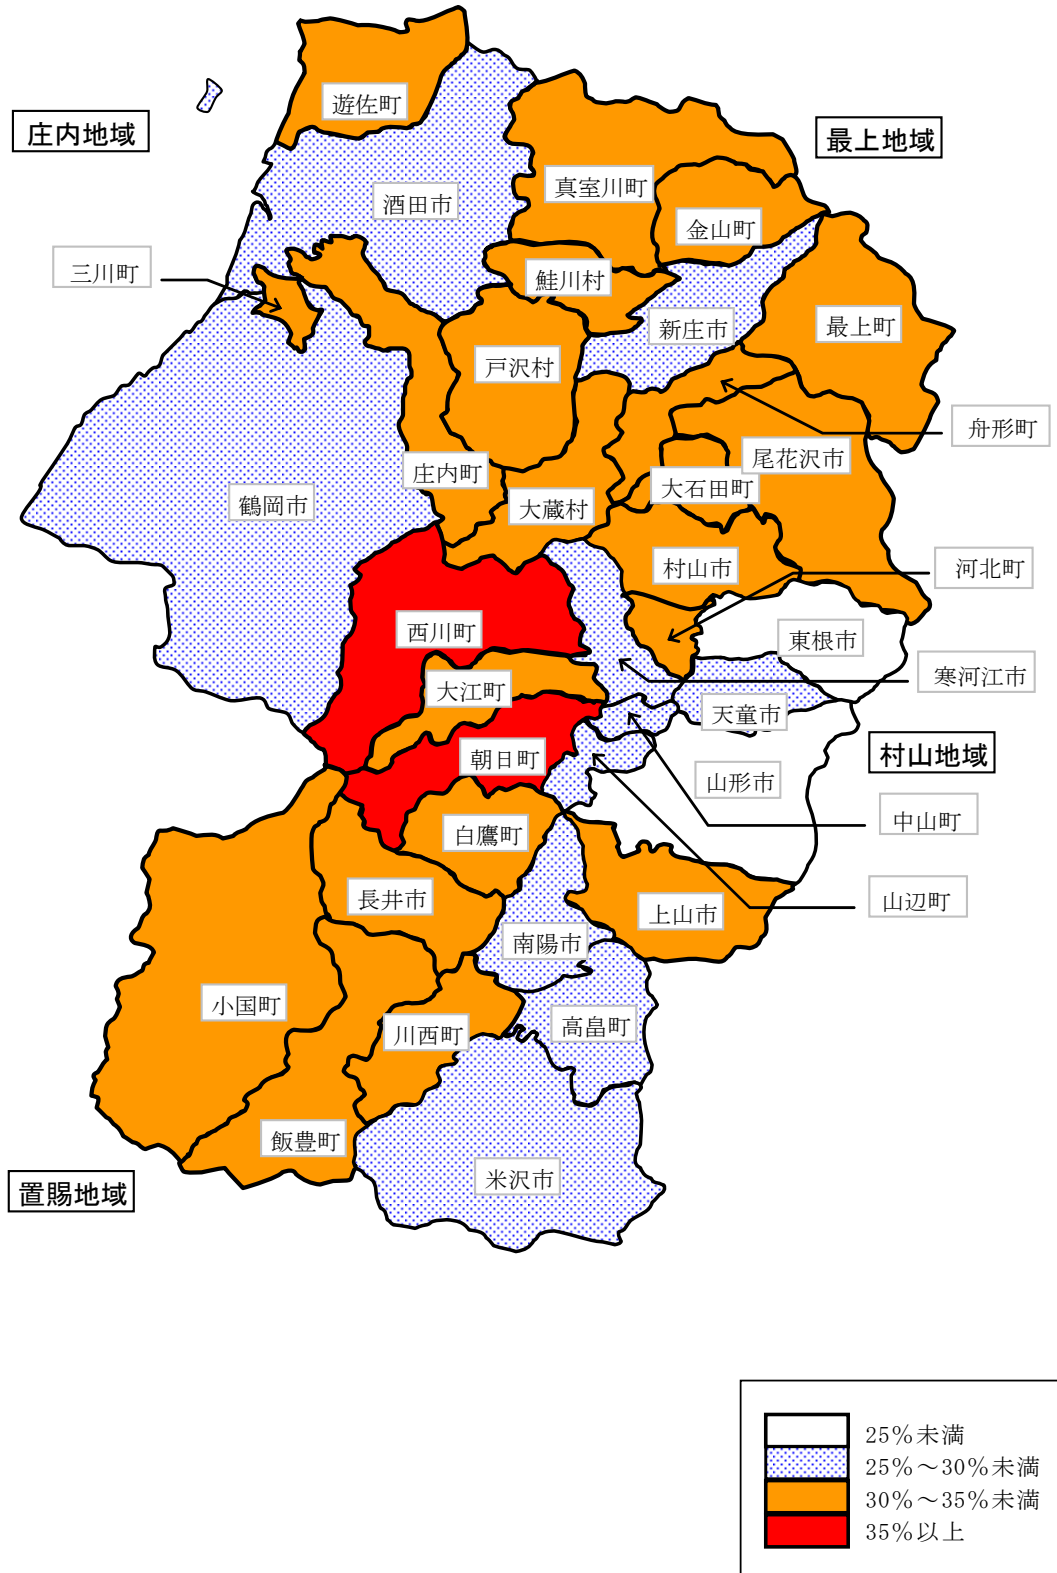 遊佐町
庄内地域
最上地域
真室川町
酒田市
金山町
三川町
鮭川村
新庄市
最上町
戸沢村
舟形町
尾花沢市
庄内町
大石田町
鶴岡市
大蔵村
村山市
河北町
西川町
東根市
寒河江市
大江町
天童市
朝日町
村山地域
山形市
中山町
白鷹町
長井市
山辺町
上山市
南陽市
小国町
高畠町
川西町
飯豊町
米沢市
置賜地域
25%未満
25%～30%未満
30%～35%未満
35%以上